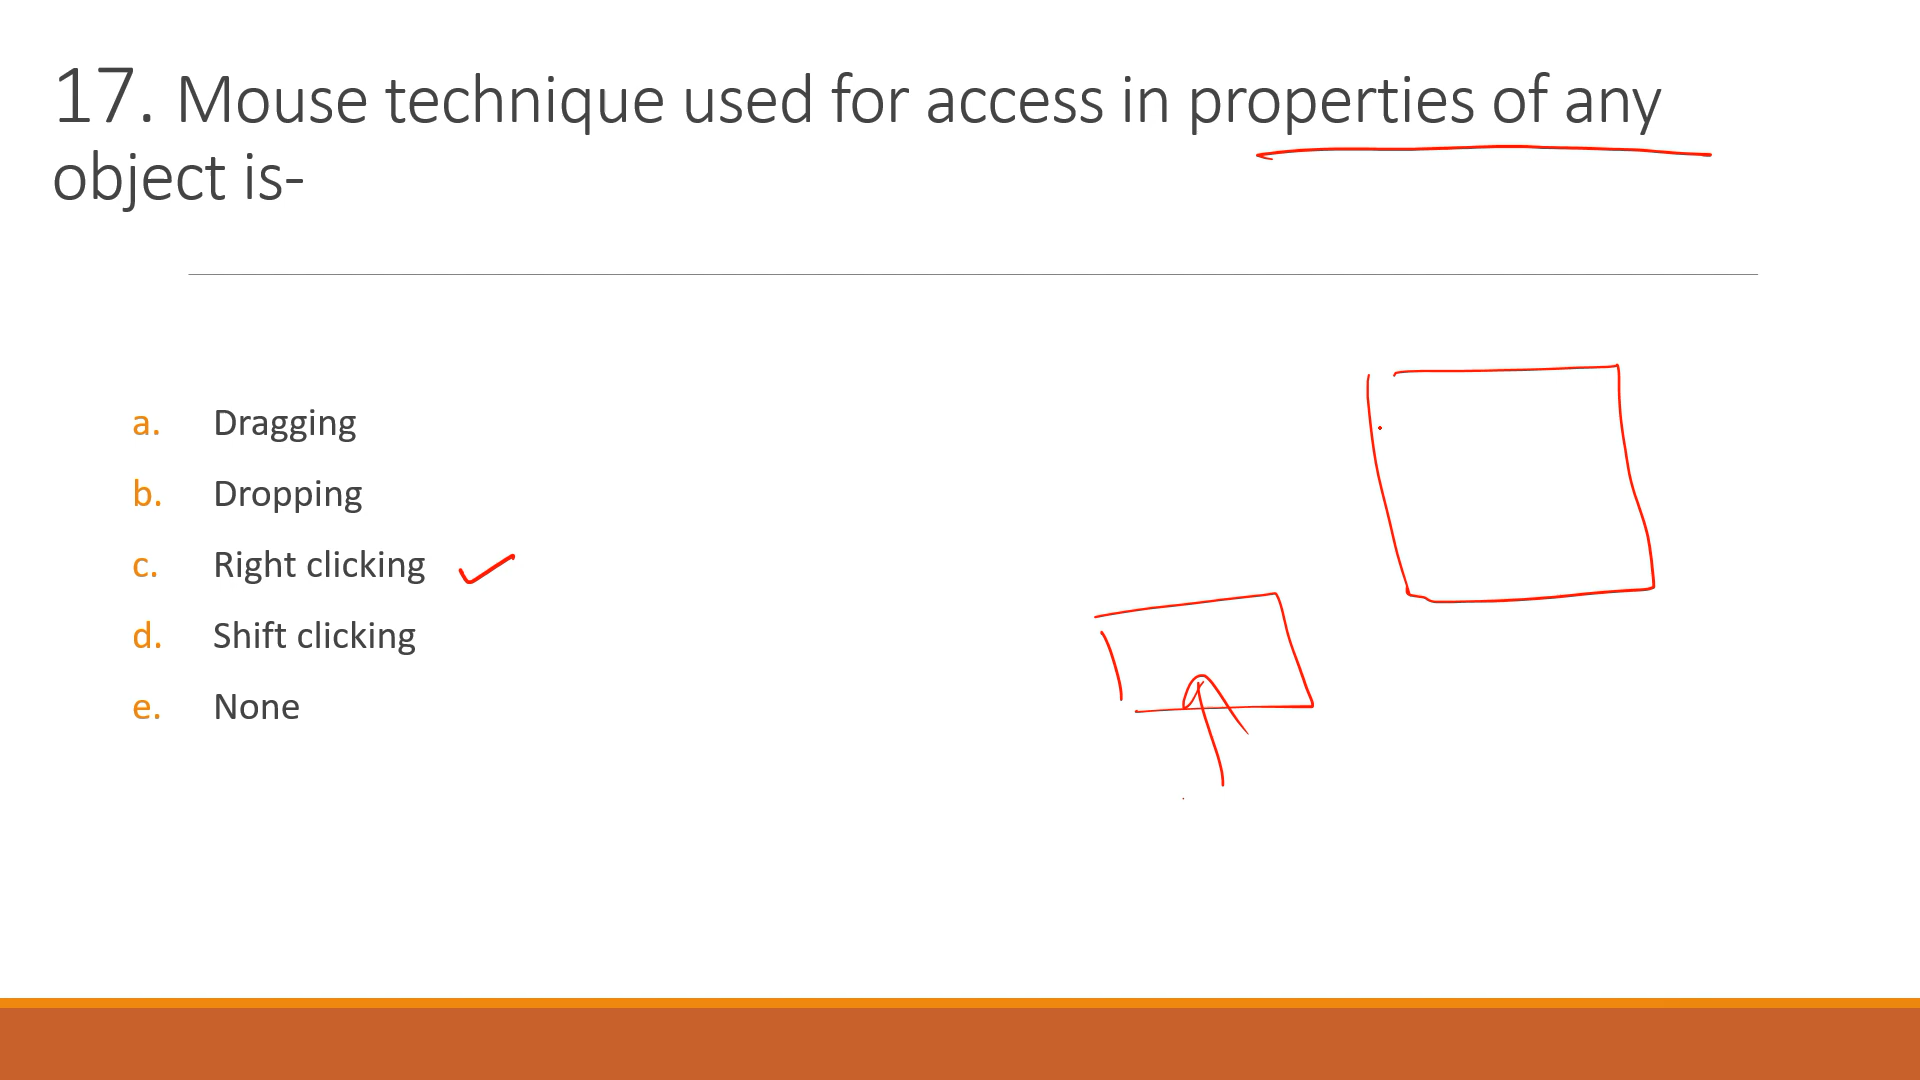 17. Mouse technique used for access in properties of any
object is-
a. Dragging
b. Dropping
c. Right clicking
d. Shift clicking
e. None